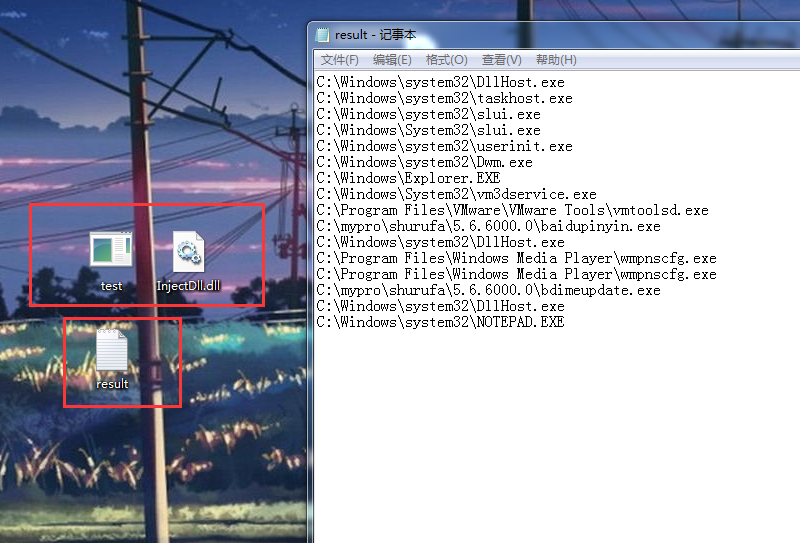 result - 记事本
文件(F) 编辑(E) 格式(O) 查看(V) 帮助(H)
C:\Windows\system32\DllHost.exe
C:\Windows\system32\taskhost.exe
C:\Windows\system32\slui.exe
C:\Windows\System32\slui.exe
C:\Windows\system32\userinit.exe
C:\Windows\system32\Dwm.exe
C:\Windows\Explorer.EXE
C:\Windows\System32\vm3dservice.exe
C:\Program Files\VMware\VMware Tools\vmtoolsd.exe
C:\mypro\shurufa\5.6.6000.0\baidupinyin.exe
C:\Windows\system32\DllHost.exe
C:\Program Files\Windows Media Player\wmpnscfg.exe
C:\Program Files\Windows Media Player\wmpnscfg.exe
C:\mypro\shurufa\5.6.6000.0\bdimeupdate.exe
C:\Windows\system32\DllHost.exe
C:\Windows\system32\NOTEPAD.EXE
test
InjectDll.dll
result